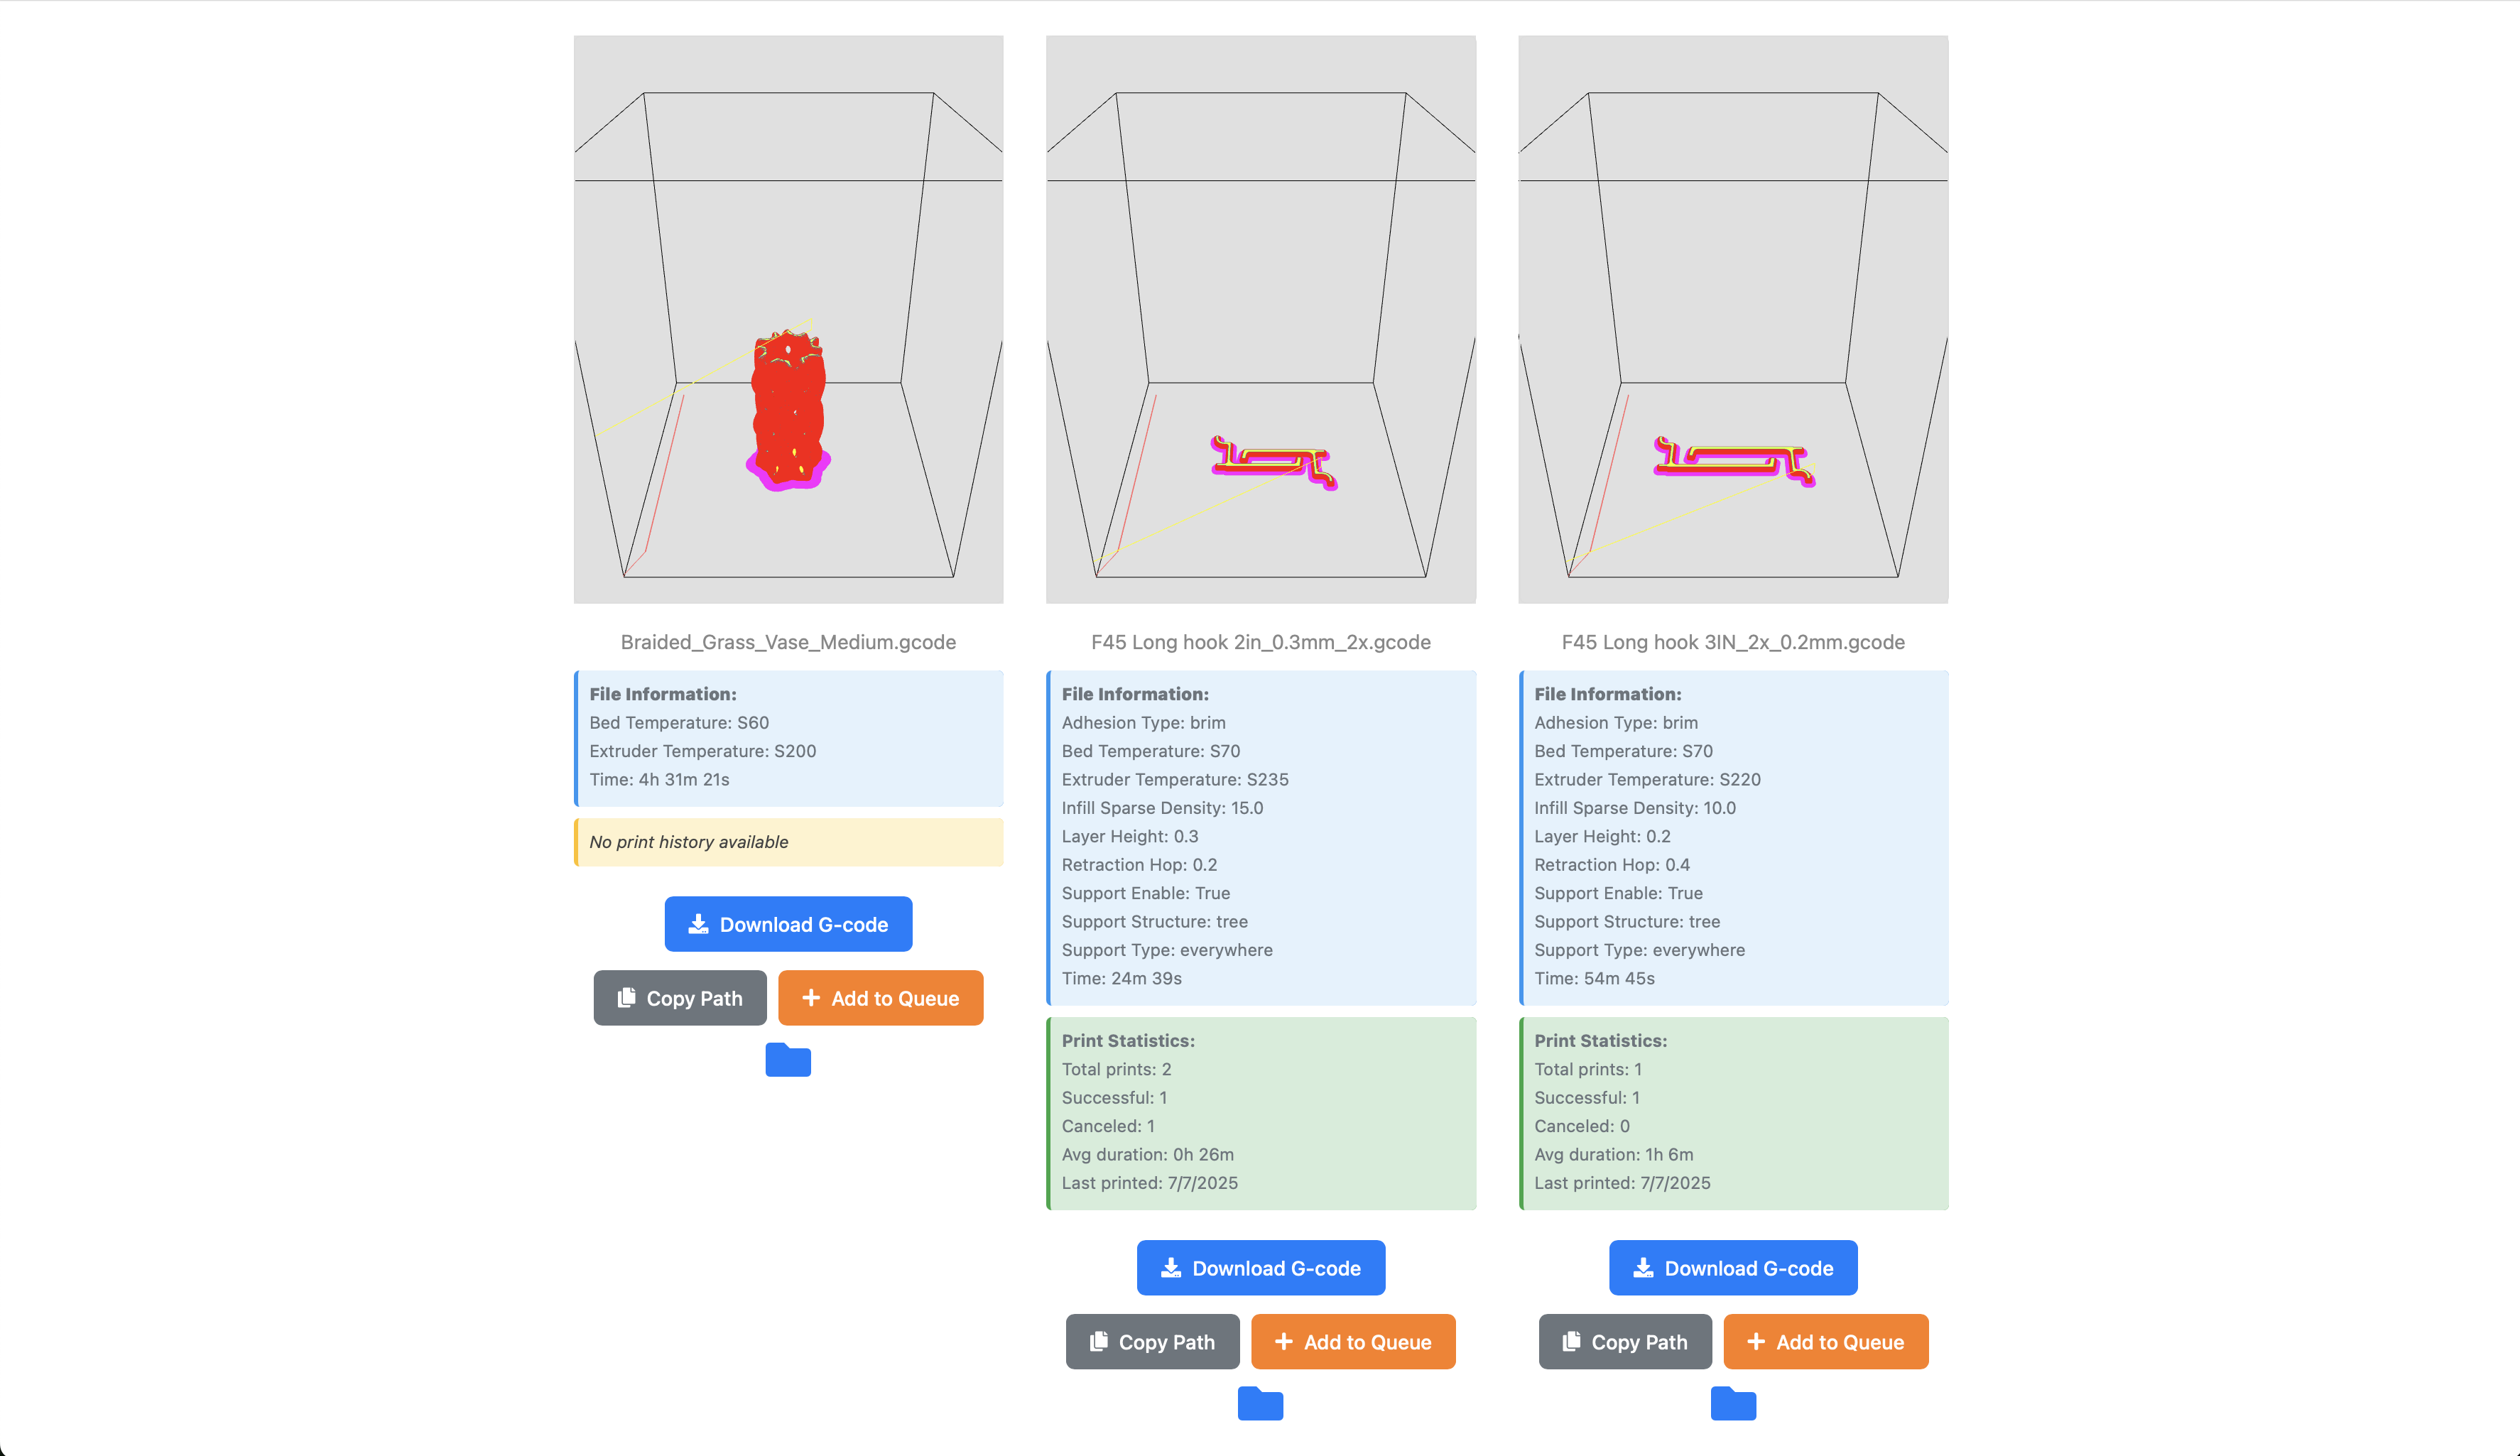 Braided_Grass_Vase_Medium.gcode
File Information:
Bed Temperature: S60
Extruder Temperature: S200
Time: 4h 31m 21s
No print history available
Download G-code
Copy Path
Add to Queue
F45 Long hook 2in_0.3mm_2x.gcode
File Information:
Adhesion Type: brim
Bed Temperature: S70
Extruder Temperature: S235
Infill Sparse Density: 15.0
Layer Height: 0.3
Retraction Hop: 0.2
Support Enable: True
Support Structure: tree
Support Type: everywhere
Time: 24m 39s
Print Statistics:
Total prints: 2
Successful: 1
Canceled: 1
Avg duration: 0h 26m
Last printed: 7/7/2025
Download G-code
Copy Path
Add to Queue
F45 Long hook 3IN_2x_0.2mm.gcode
File Information:
Adhesion Type: brim
Bed Temperature: S70
Extruder Temperature: S220
Infill Sparse Density: 10.0
Layer Height: 0.2
Retraction Hop: 0.4
Support Enable: True
Support Structure: tree
Support Type: everywhere
Time: 54m 45s
Print Statistics:
Total prints: 1
Successful: 1
Canceled: 0
Avg duration: 1h 6m
Last printed: 7/7/2025
Download G-code
Copy Path
Add to Queue